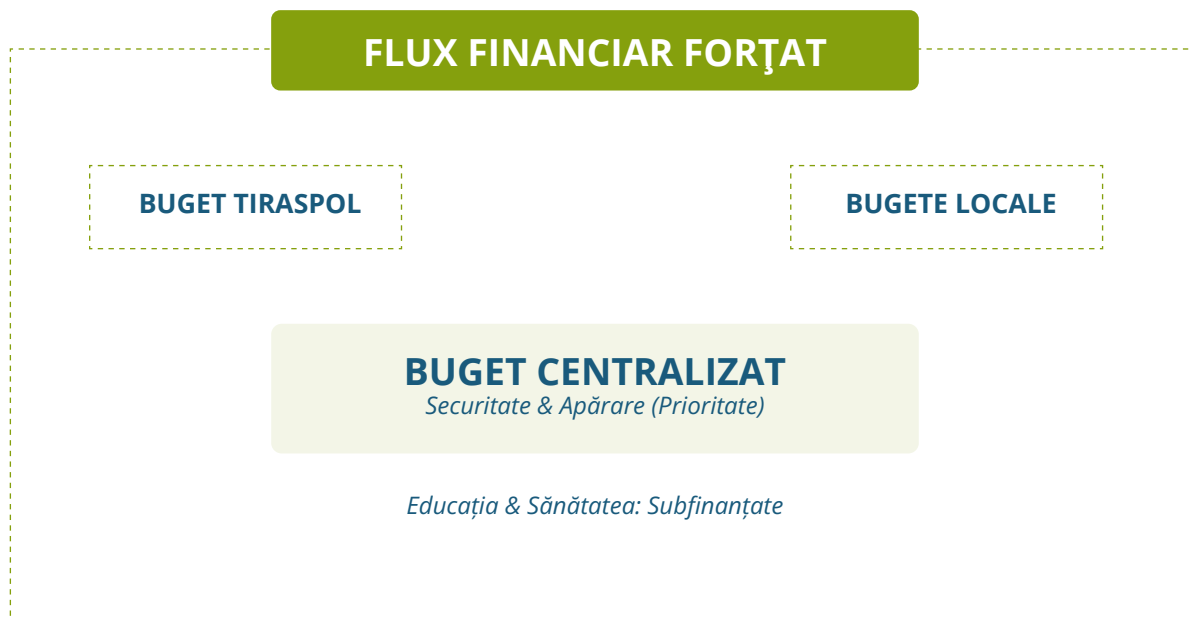 FLUX FINANCIAR FORŢAT
BUGET TIRASPOL
BUGETE LOCALE
BUGET CENTRALIZAT
Securitate & Apărare (Prioritate)
Educația & Sănătatea: Subfinanțate